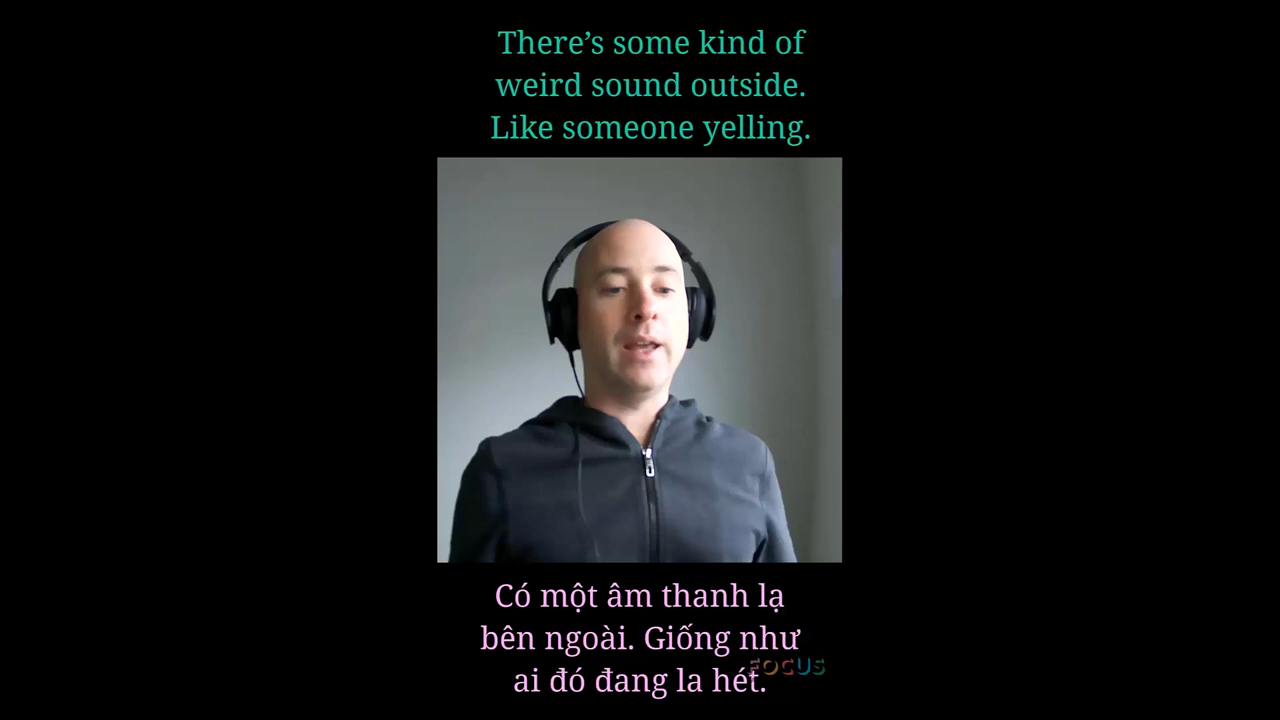 There’s some kind of
weird sound outside.
Like someone yelling.
Có một âm thanh lạ
bên ngoài. Giống như
ai đó đang la hét.
FOCUS